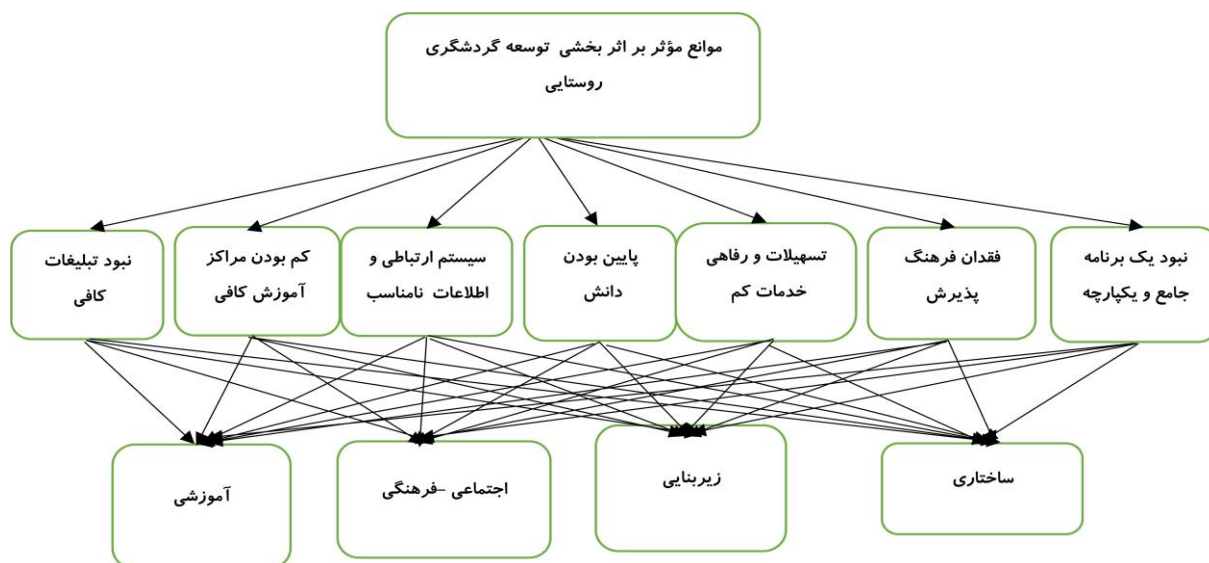 موانع مؤثر بر اثر بخشی توسعه گردشگری
روستایی
نبود یک برنامه
جامع و یکپارچه
فقدان فرهنگ
پذیرش
تسهیلات و رفاهی
خدمات کم
پایین بودن
دانش
سیستم ارتباطی و
اطلاعات نامناسب
کم بودن مراکز
آموزش کافی
نبود تبلیغات
کافی
ساختاری
زیربنایی
اجتماعی –فرهنگی
آموزشی